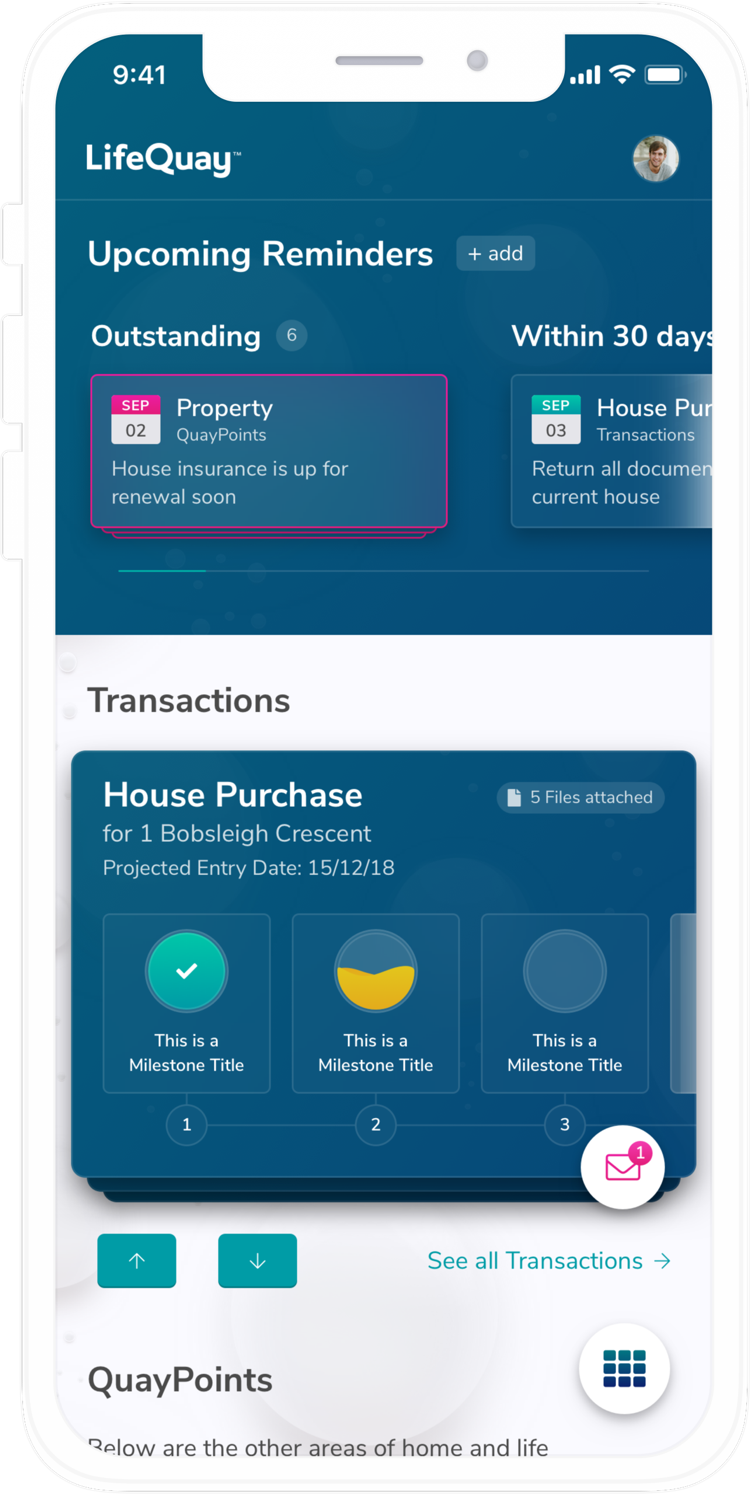 9:41
LifeQuay™
Upcoming Reminders
+ add
Outstanding 6
Within 30 days
SEP
02
Property
QuayPoints
House insurance is up for
renewal soon
SEP
03
House Pur
Transactions
Return all documen
current house
Transactions
House Purchase
5 Files attached
for 1 Bobsleigh Crescent
Projected Entry Date: 15/12/18
This is a
Milestone Title
This is a
Milestone Title
This is a
Milestone Title
1
2
3
1
See all Transactions →
QuayPoints
Below are the other areas of home and life